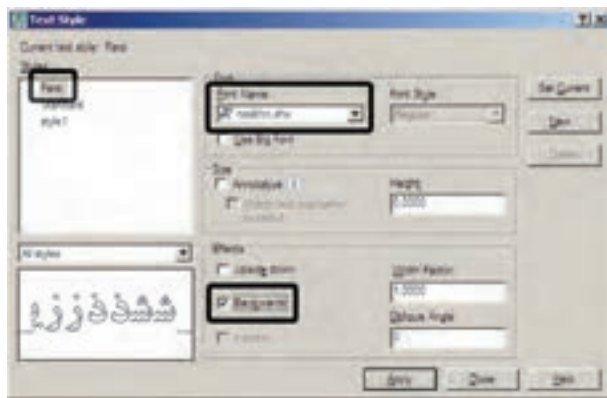 Text Style
Current text style: Farsi
Styles
Farsi
Standard
style1
All styles
Font
Font Name
Use Big Font
Font Style
Regular
Size
Annotative
Height
0.0000
Effects
Upside down
Backwards
Width Factor
1.0000
Oblique Angle
0
Set Current
New
Delete
Apply
Close
Help